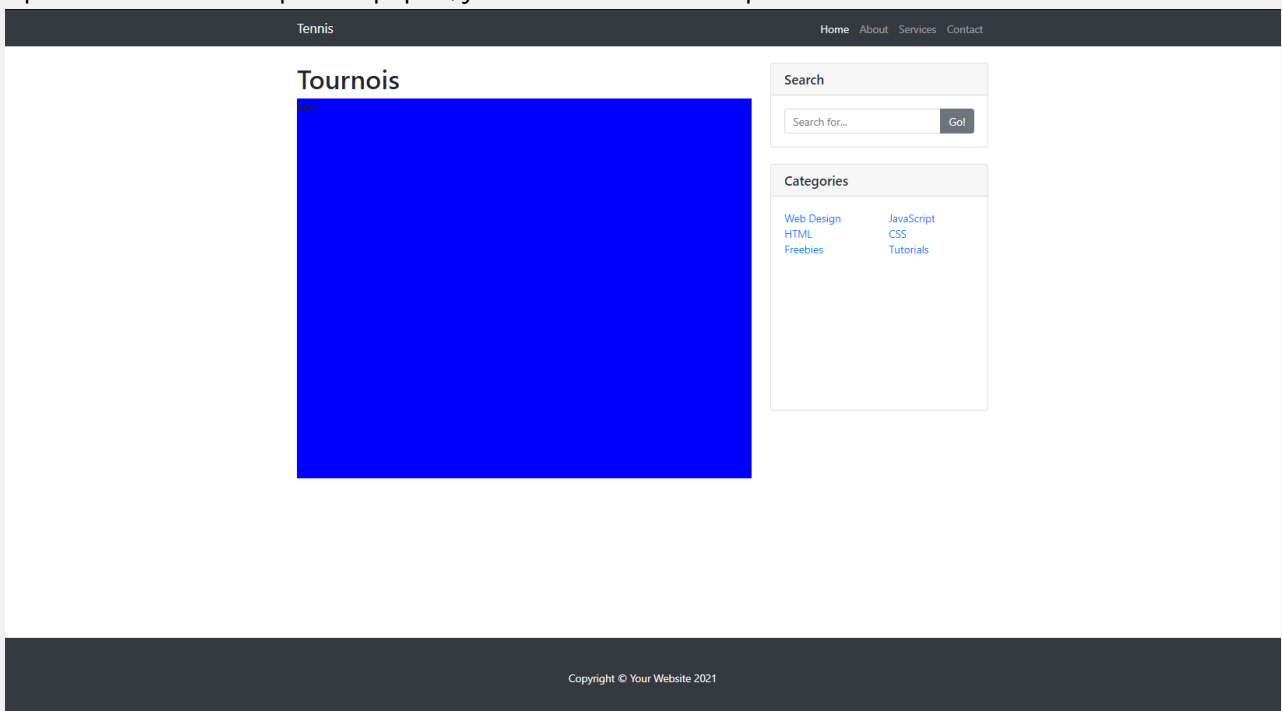 Tennis
Home About Services Contact
Tournois
Search
Search for...
Go!
Categories
Web Design
JavaScript
HTML
CSS
Freebies
Tutorials
Copyright © Your Website 2021